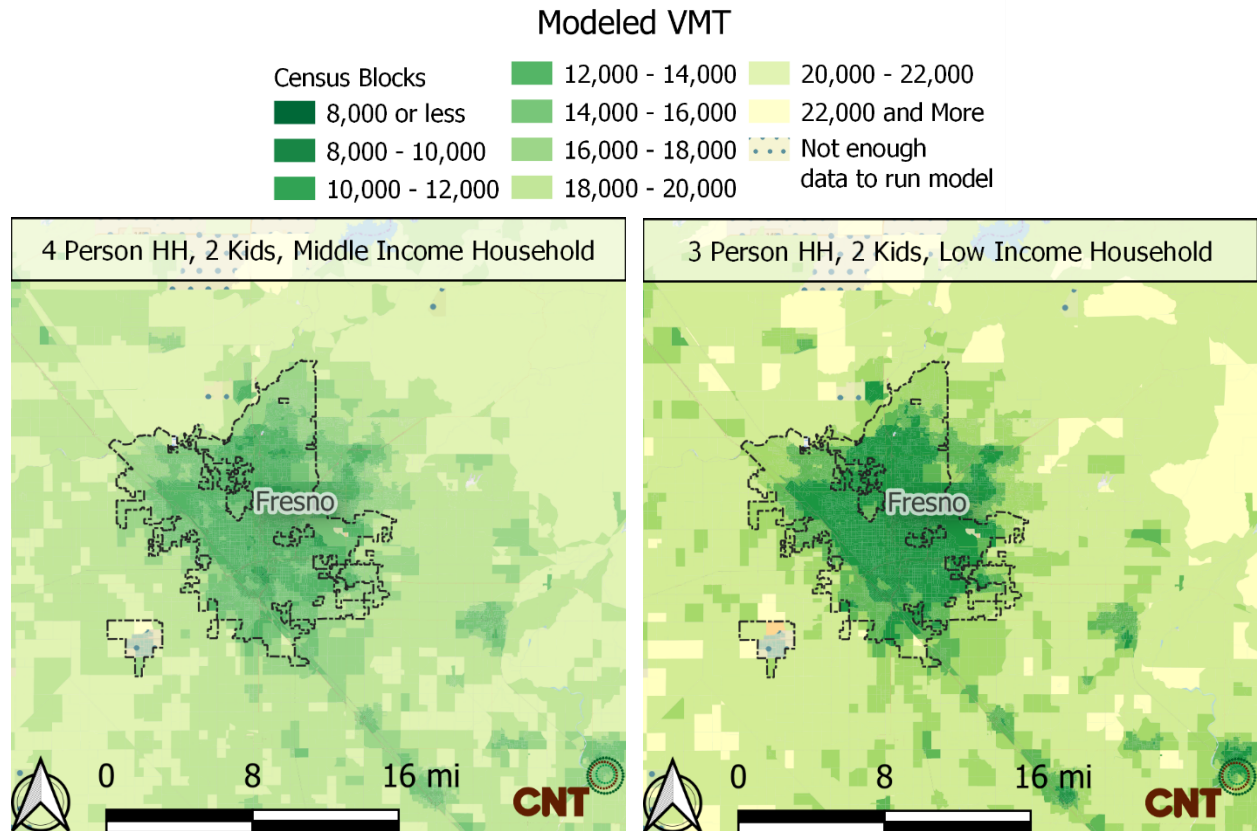 Modeled VMT
Census Blocks
8,000 or less
8,000 - 10,000
10,000 - 12,000
12,000 - 14,000
14,000 - 16,000
16,000 - 18,000
18,000 - 20,000
20,000 - 22,000
22,000 and More
Not enough
data to run model
4 Person HH, 2 Kids, Middle Income Household
Fresno
0 8 16 mi
CNT
3 Person HH, 2 Kids, Low Income Household
Fresno
0 8 16 mi
CNT